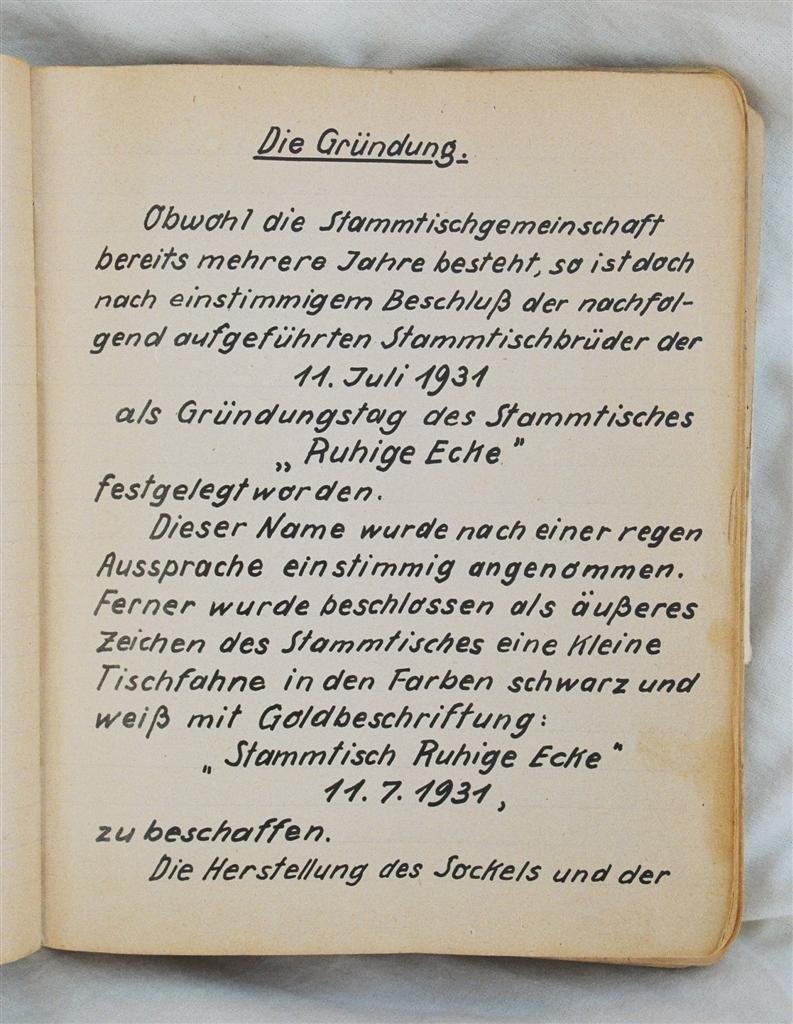 Die Gründung.
Obwohl die Stammtischgemeinschaft
bereits mehrere Jahre besteht, so ist doch
nach einstimmigem Beschluß der nachfol-
gend aufgeführten Stammtischbrüder der
11. Juli 1931
als Gründungstag des Stammtisches
„Ruhige Ecke"
festgelegt worden.
Dieser Name wurde nach einer regen
Aussprache einstimmig angenommen.
Ferner wurde beschlossen als äußeres
Zeichen des Stammtisches eine kleine
Tischfahne in den Farben schwarz und
weiß mit Goldbeschriftung:
„Stammtisch Ruhige Ecke"
11. 7. 1931,
zu beschaffen.
Die Herstellung des Sockels und der